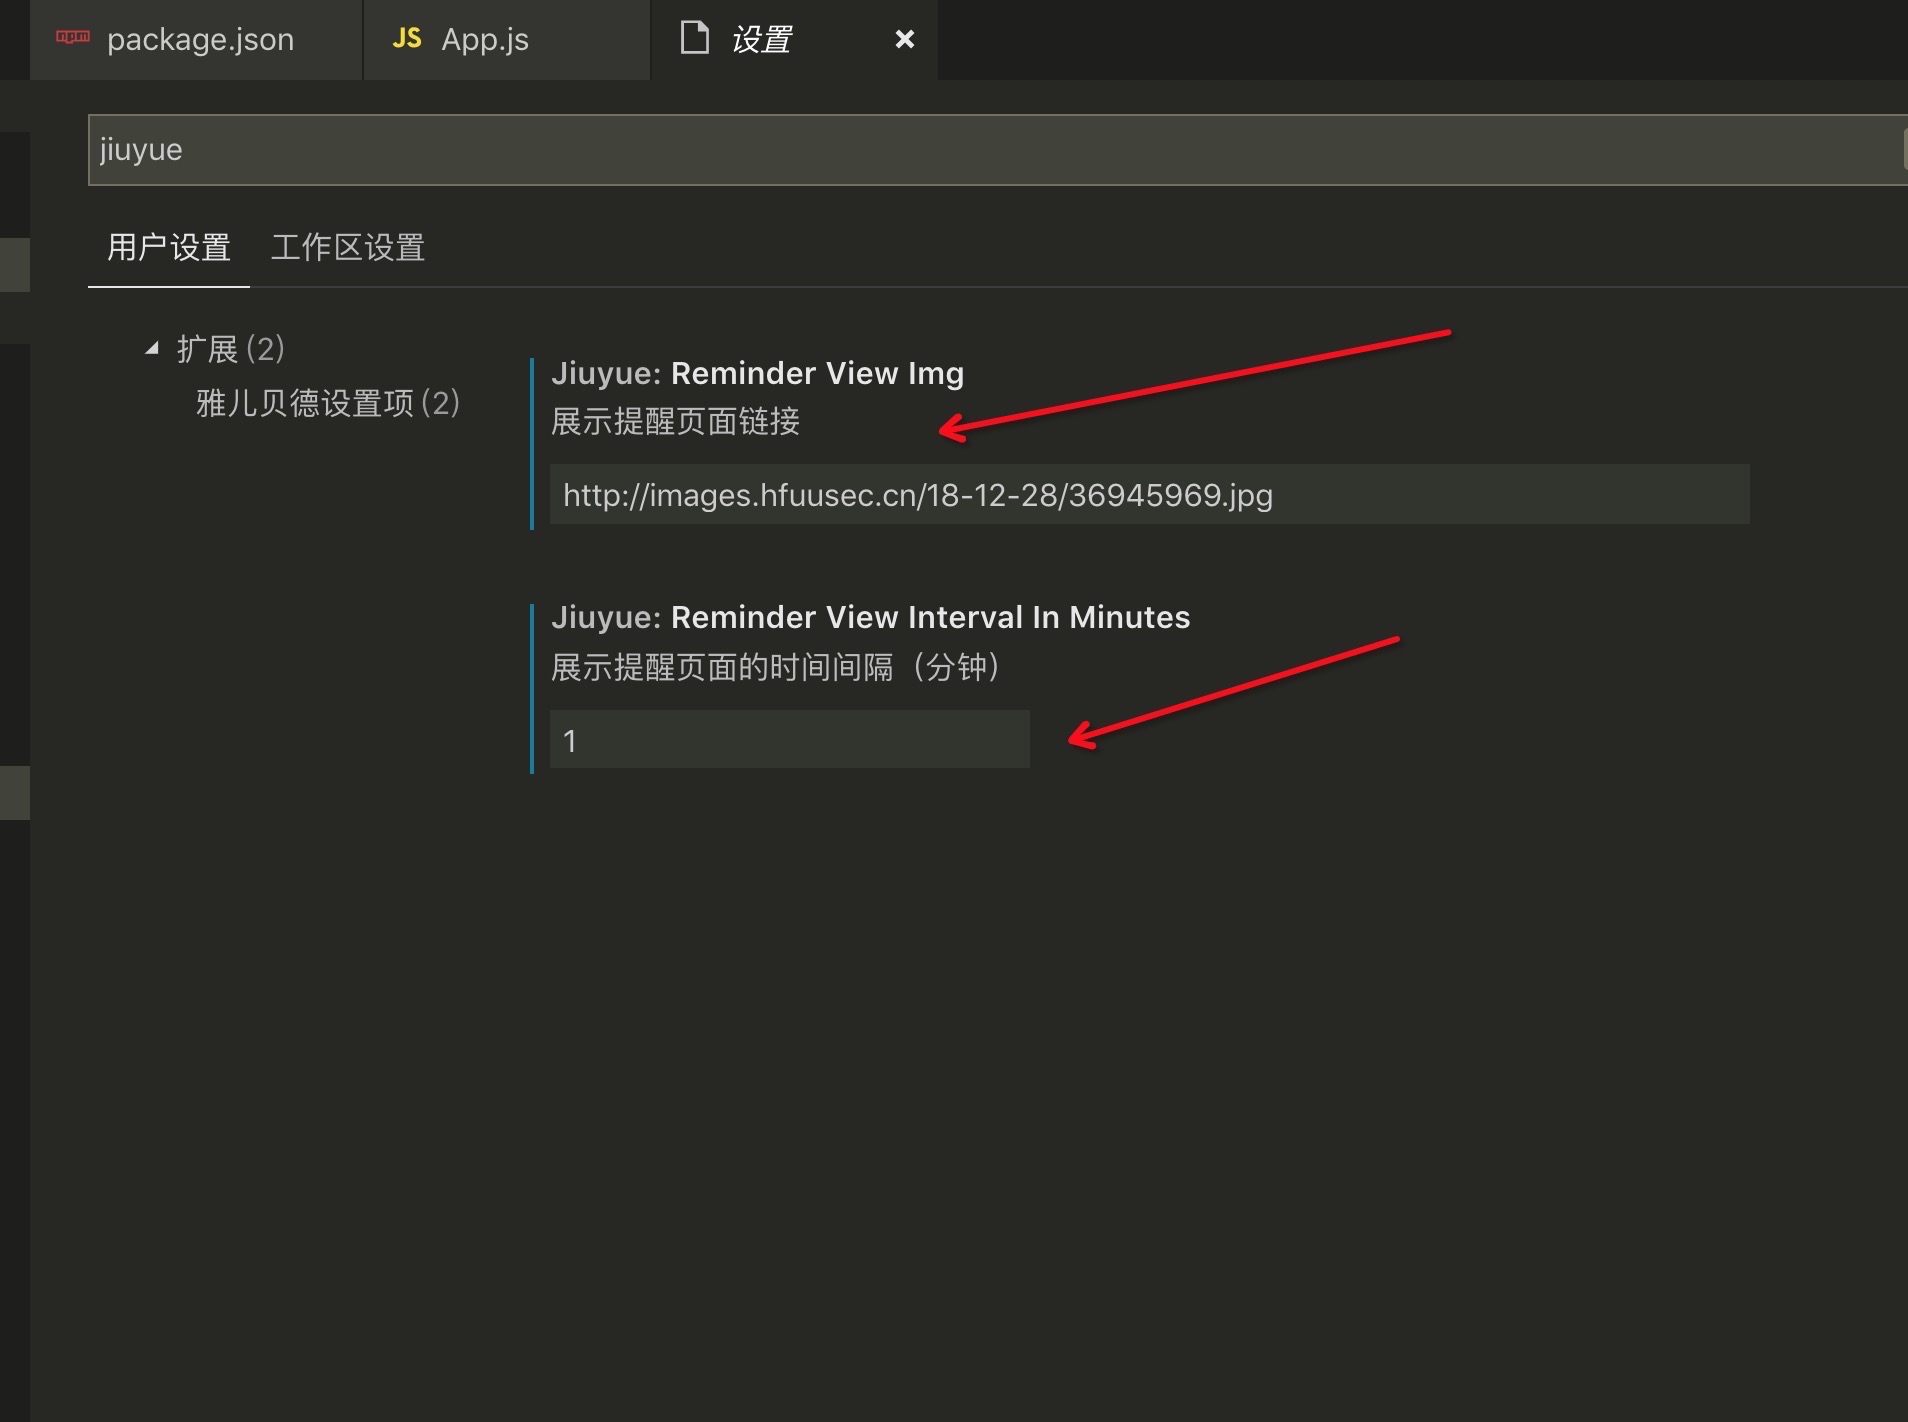 npm package.json
JS App.js
设置
jiuyue
用户设置 工作区设置
扩展 (2)
雅儿贝德设置项 (2)
Jiuyue: Reminder View Img
展示提醒页面链接
http://images.hfuusec.cn/18-12-28/36945969.jpg
Jiuyue: Reminder View Interval In Minutes
展示提醒页面的时间间隔（分钟）
1